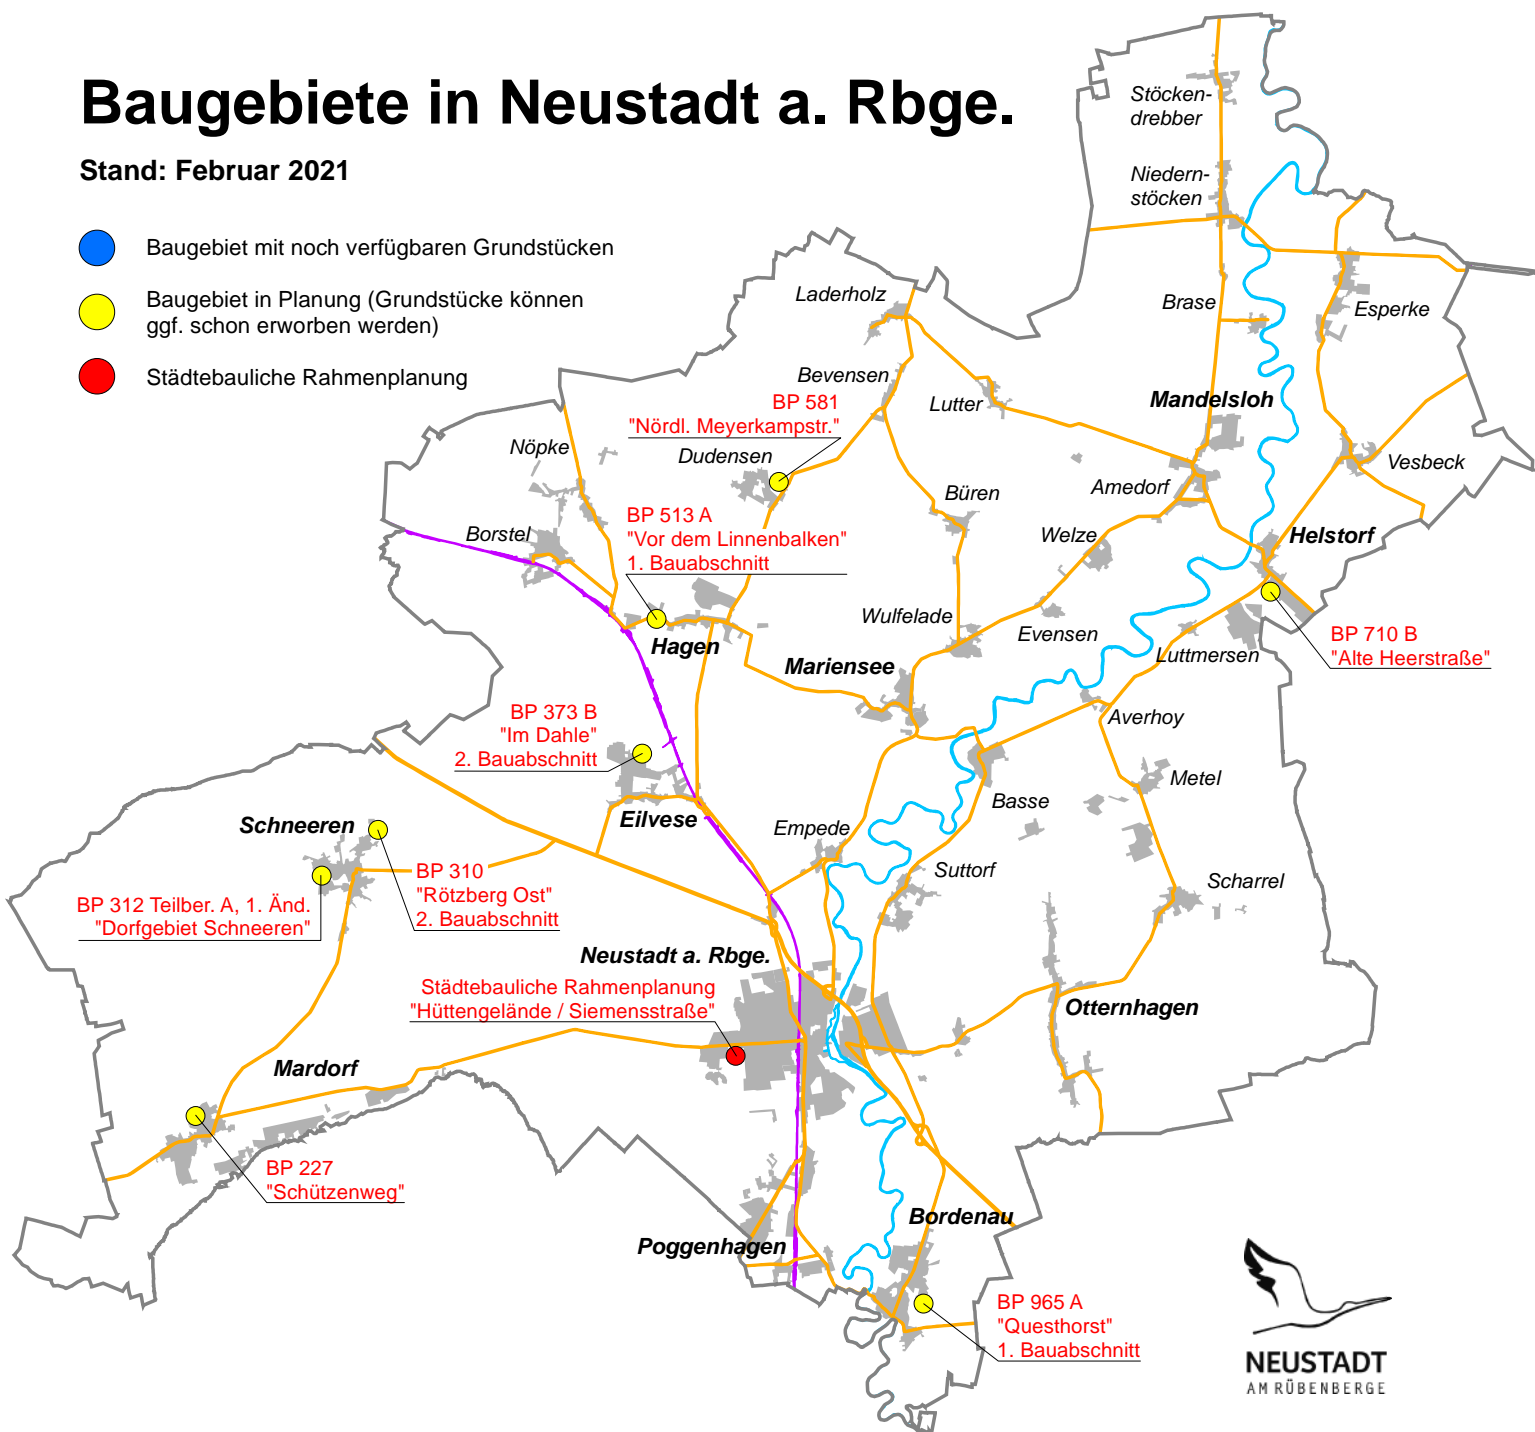 Baugebiete in Neustadt a. Rbge.
Stand: Februar 2021
Baugebiet mit noch verfügbaren Grundstücken
Baugebiet in Planung (Grundstücke können
ggf. schon erworben werden)
Städtebauliche Rahmenplanung
Stöcken-
drebber
Niedern-
stöcken
Laderholz
Brase
Esperke
Bevensen
BP 581
"Nördl. Meyerkampstr."
Lutter
Mandelsloh
Nöpke
Dudensen
Vesbeck
Büren
Amedorf
BP 513 A
"Vor dem Linnenbalken"
1. Bauabschnitt
Borstel
Welze
Helstorf
Wulfelade
Evensen
Hagen
Mariensee
Luttmersen
BP 710 B
"Alte Heerstraße"
BP 373 B
"Im Dahle"
2. Bauabschnitt
Averhoy
Metel
Basse
Eilvese
Empede
Schneeren
Suttorf
Scharrel
BP 310
"Rötzberg Ost"
2. Bauabschnitt
BP 312 Teilber. A, 1. Änd.
"Dorfgebiet Schneeren"
Neustadt a. Rbge.
Städtebauliche Rahmenplanung
"Hüttengelände / Siemensstraße"
Otternhagen
Mardorf
BP 227
"Schützenweg"
Bordenau
Poggenhagen
BP 965 A
"Questhorst"
1. Bauabschnitt
NEUSTADT
AM RÜBENBERGE